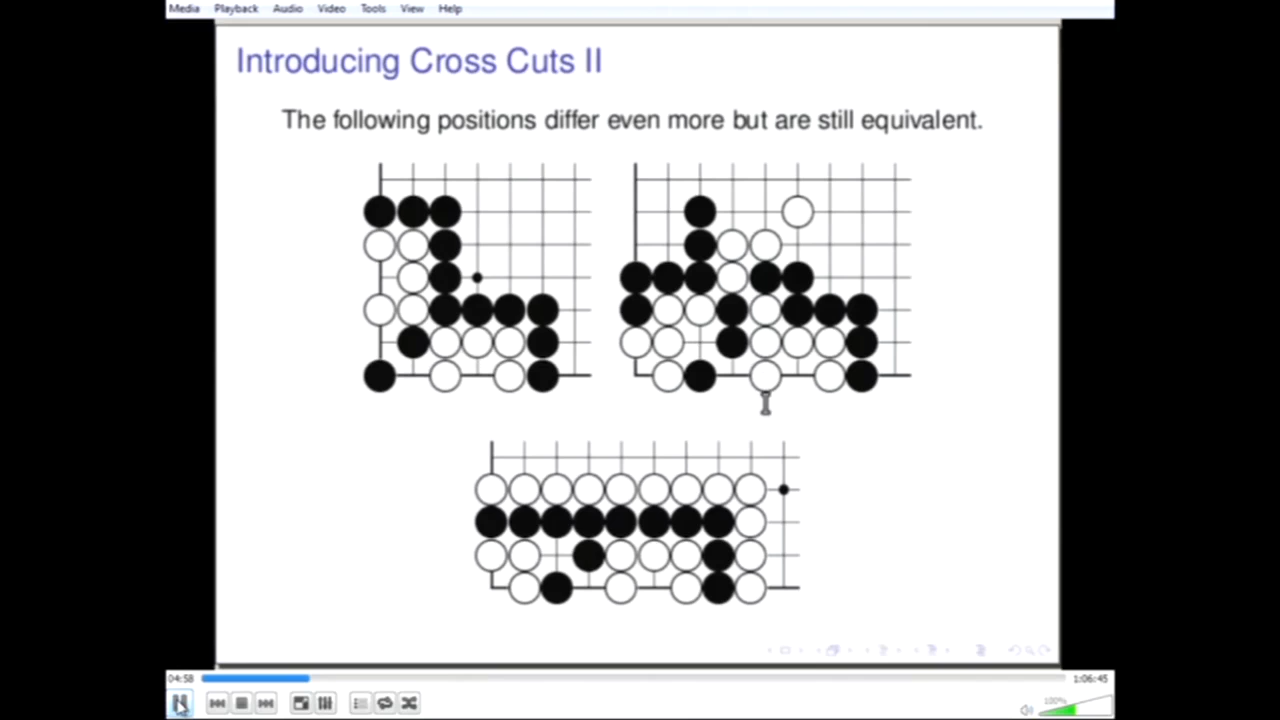 Media Playback Audio Video Tools View Help
Introducing Cross Cuts II
The following positions differ even more but are still equivalent.
04:58
1:06:45
100%